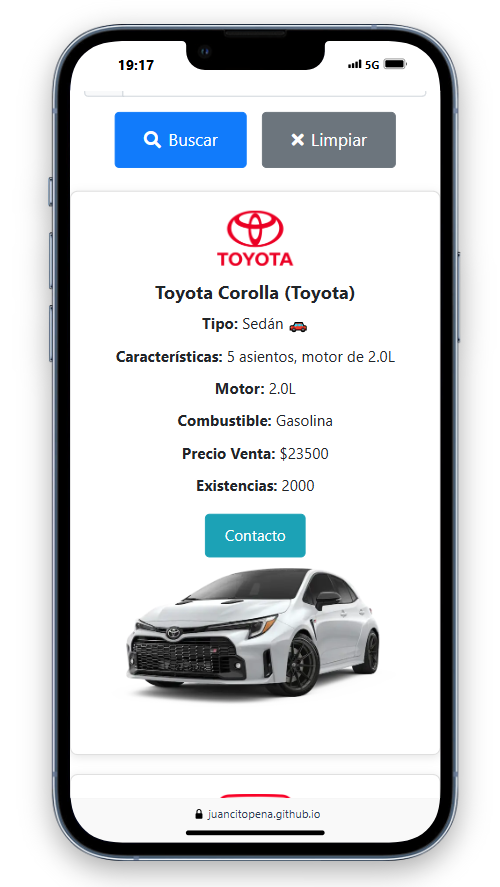 19:17
5G
Buscar
Limpiar
TOYOTA
Toyota Corolla (Toyota)
Tipo: Sedán 🚗
Características: 5 asientos, motor de 2.0L
Motor: 2.0L
Combustible: Gasolina
Precio Venta: $23500
Existencias: 2000
Contacto
juancitopena.github.io